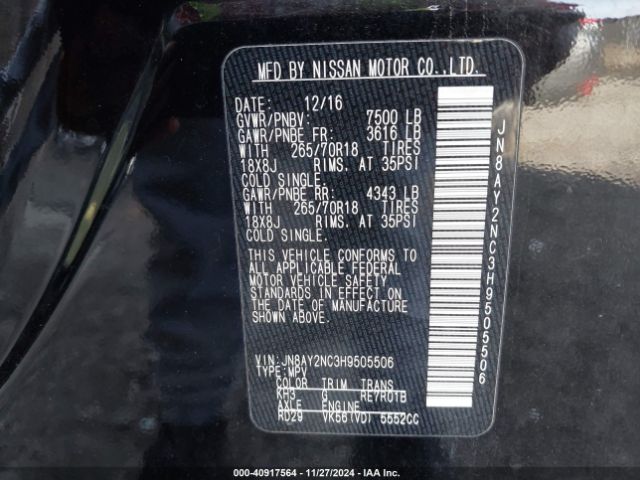 MFD BY NISSAN MOTOR CO.,LTD.
DATE: 12/16
GVWR/PNBV: 7500 LB
GAWR/PNBE FR: 3616 LB
WITH 265/70R18 TIRES
18X8J RIMS. AT 35PSI
COLD SINGLE.
GAWR/PNBE RR: 4343 LB
WITH 265/70R18 TIRES
18X8J RIMS. AT 35PSI
COLD SINGLE.
THIS VEHICLE CONFORMS TO
ALL APPLICABLE FEDERAL
MOTOR VEHICLE SAFETY
STANDARDS IN EFFECT ON
THE DATE OF MANUFACTURE
SHOWN ABOVE.
VIN: JN8AY2NC3H9505506
TYPE: MPV
COLOR TRIM TRANS
KH3 G RE7R01B
AXLE ENGINE
RD29 VK56(VD) 5552CC
JN8AY2NC3H9505506
000-40917564 - 11/27/2024 - IAA Inc.